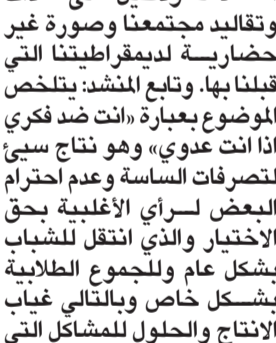 وتقاليد مجتمعنا وصورة غير
حضارية لديمقراطيتنا التي
قبلنا بها. وتابع المنشد: يتلخص
الموضوع بعبارة «انت ضد فكري
اذا انت عدوي» وهو نتاج سيئ
لتصرفات الساسة وعدم احترام
البعض لرأي الأغلبية بحق
الاختيار والذي انتقل للشباب
بشكل عام وللجموع الطلابية
بشكل خاص وبالتالي غياب
الانتاج والحلول للمشاكل التي